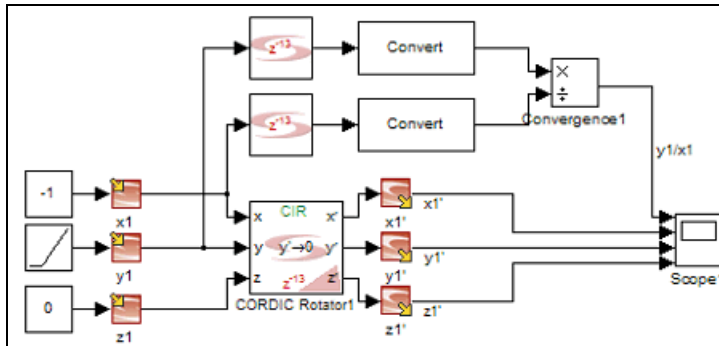 z⁻¹³
Convert
×
÷
Convergence1
z⁻¹³
Convert
y1/x1
-1
x1
CIR
x
x'
x1'
x1'
y
y'→0
y'
y1
y1'
y1'
z
z⁻¹³
z'
0
z1
CORDIC Rotator1
z1'
z1'
Scope1